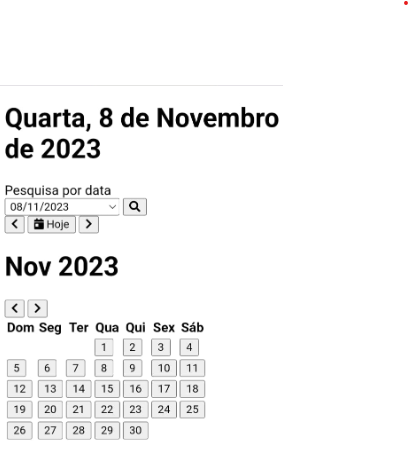 Quarta, 8 de Novembro
de 2023
Pesquisa por data
08/11/2023
Hoje
Nov 2023
Dom Seg Ter Qua Qui Sex Sáb
1 2 3 4
5 6 7 8 9 10 11
12 13 14 15 16 17 18
19 20 21 22 23 24 25
26 27 28 29 30